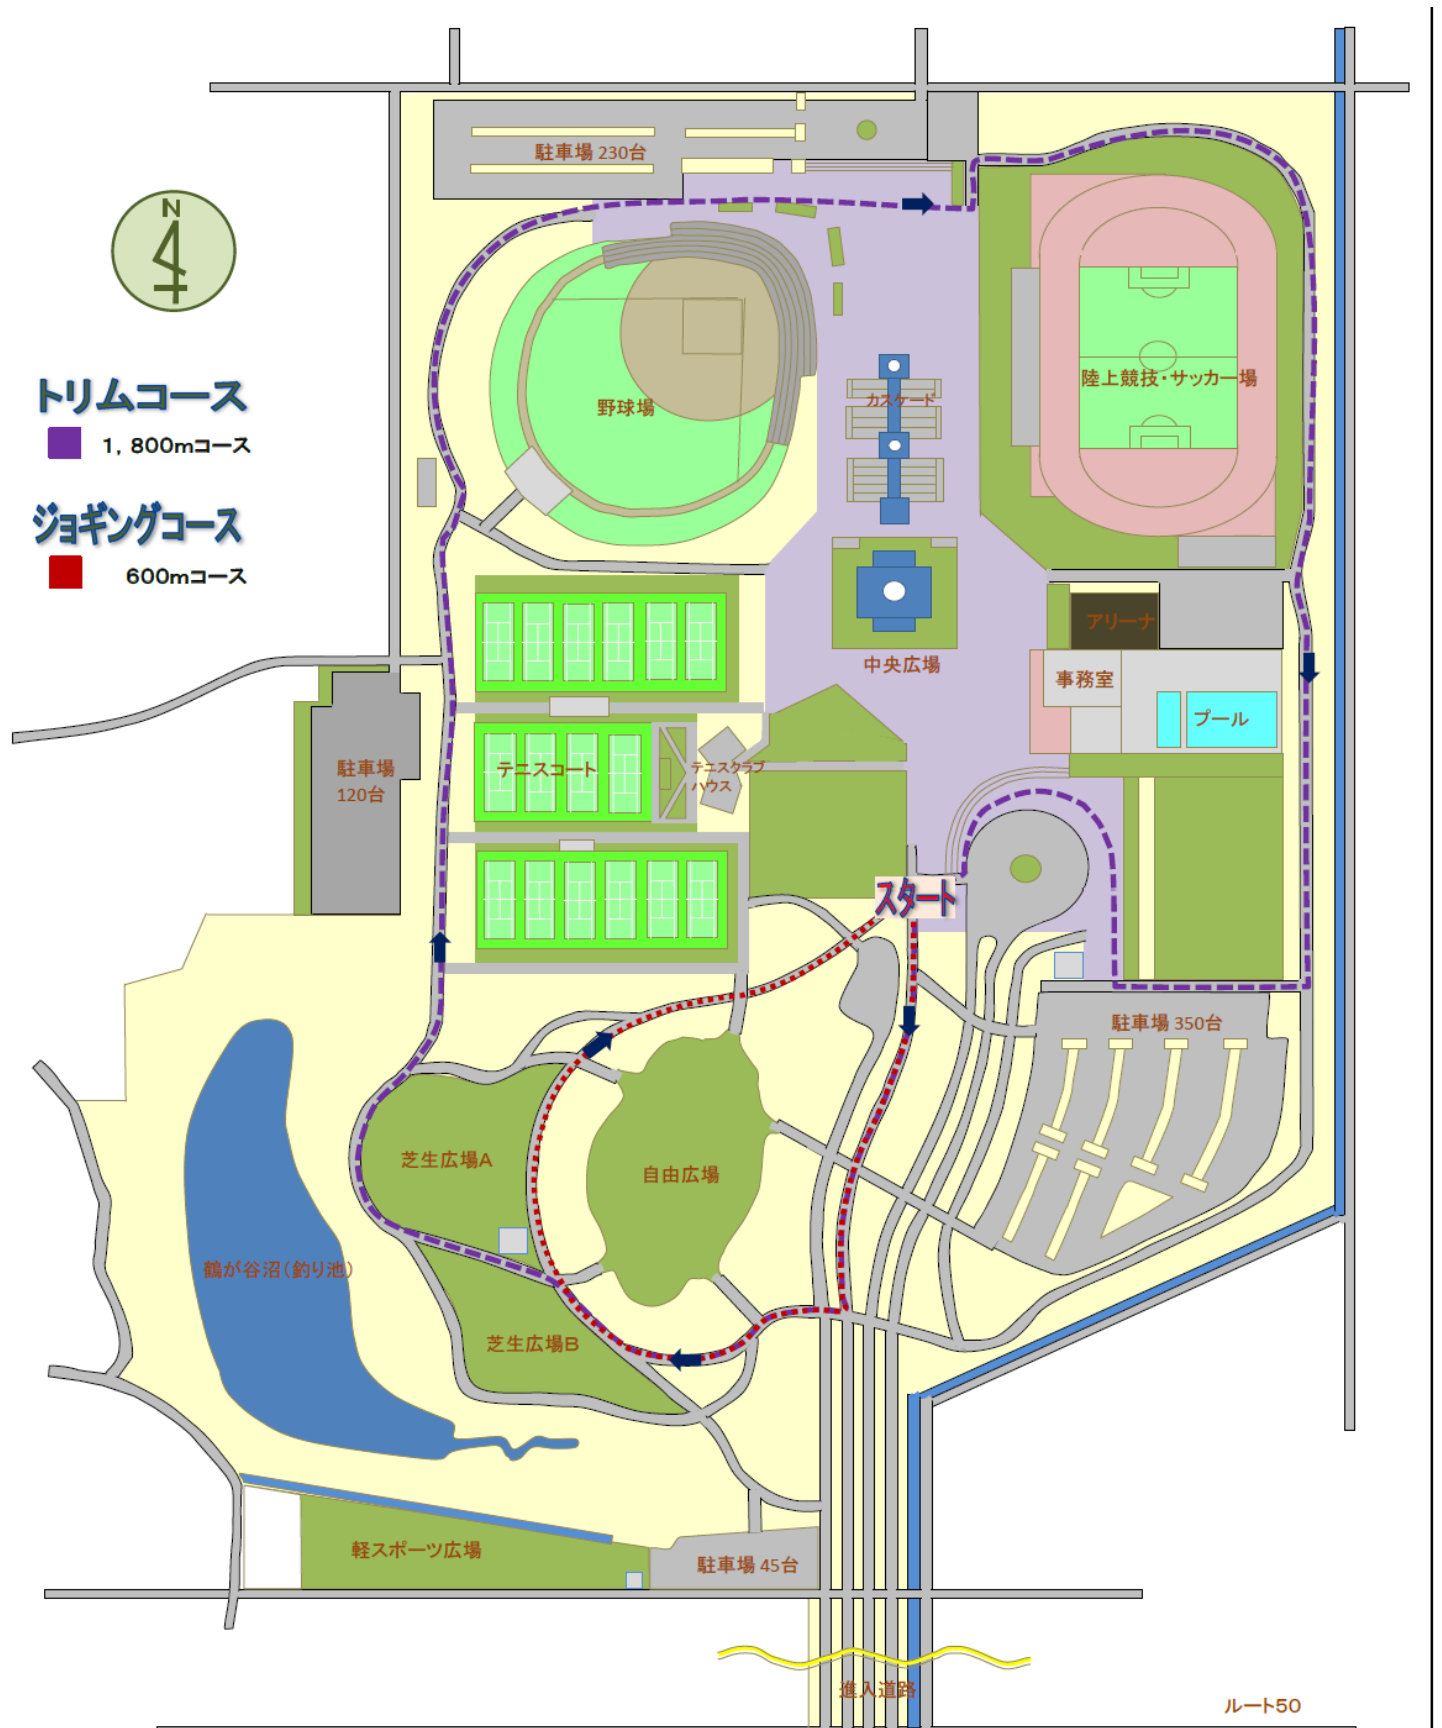 駐車場 230台
N
トリムコース
1, 800mコース
ジョギングコース
600mコース
野球場
カスケード
陸上競技・サッカー場
アリーナ
中央広場
事務室
プール
駐車場
120台
テニスコート
テニスクラブ
ハウス
スタート
駐車場 350台
芝生広場A
自由広場
鶴が谷沼(釣り池)
芝生広場B
軽スポーツ広場
駐車場 45台
進入道路
ルート50